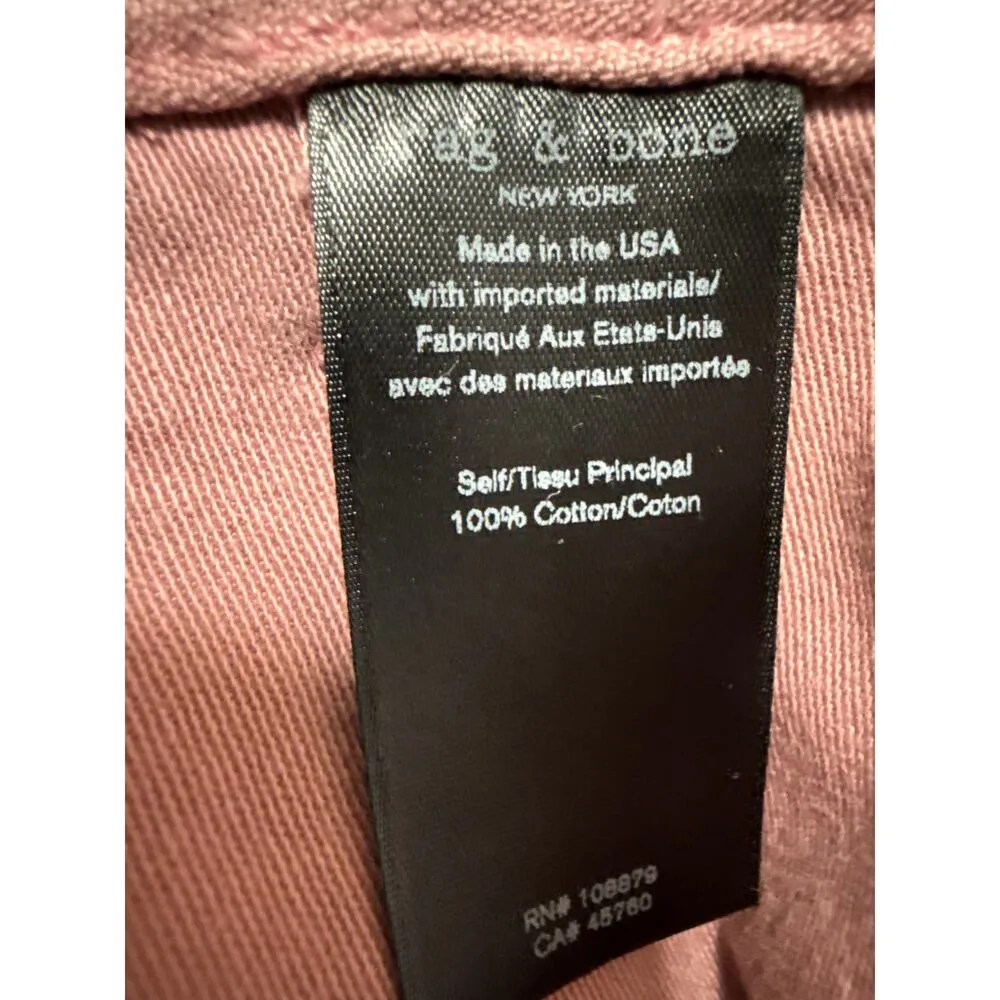 rag & bone
NEW YORK
Made in the USA
with imported materials/
Fabriqué Aux Etats-Unis
avec des materiaux importés
Self/Tissu Principal
100% Cotton/Coton
RN# 108879
CA# 45760